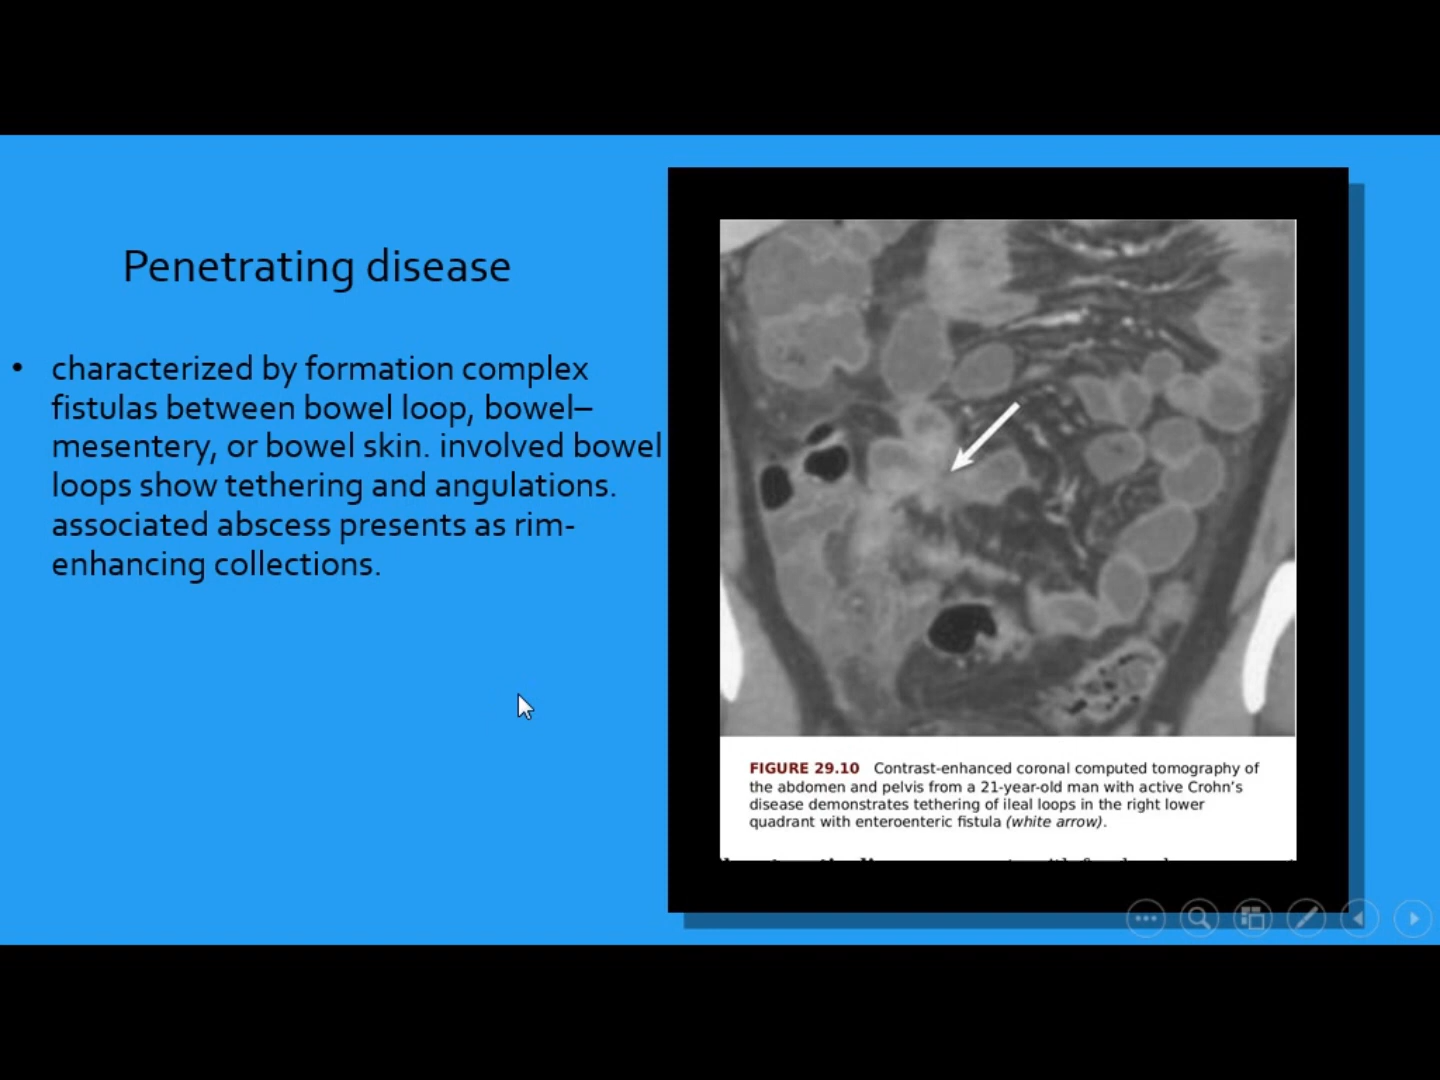 Penetrating disease
• characterized by formation complex
fistulas between bowel loop, bowel–
mesentery, or bowel skin. involved bowel
loops show tethering and angulations.
associated abscess presents as rim-
enhancing collections.
FIGURE 29.10 Contrast-enhanced coronal computed tomography of
the abdomen and pelvis from a 21-year-old man with active Crohn's
disease demonstrates tethering of ileal loops in the right lower
quadrant with enteroenteric fistula (white arrow).